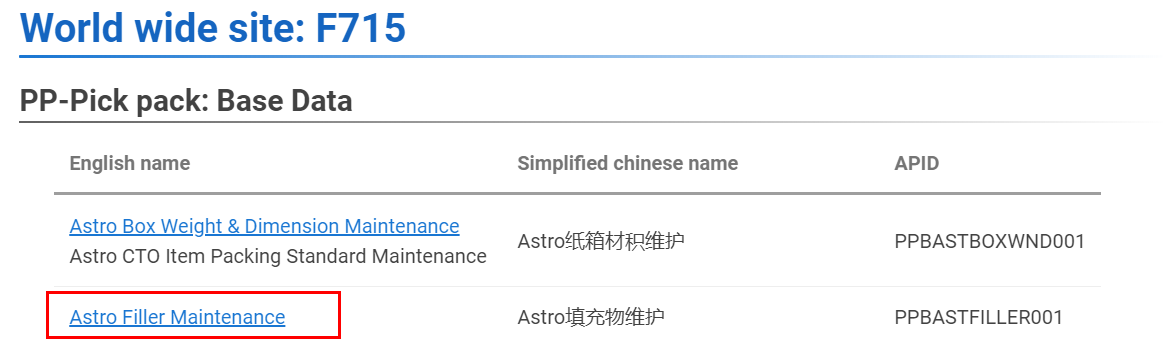 World wide site: F715
PP-Pick pack: Base Data
English name Simplified chinese name APID
Astro Box Weight & Dimension Maintenance
Astro CTO Item Packing Standard Maintenance
Astro纸箱材积维护 PPBASTBOXWND001
Astro Filler Maintenance Astro填充物维护 PPBASTFILLER001